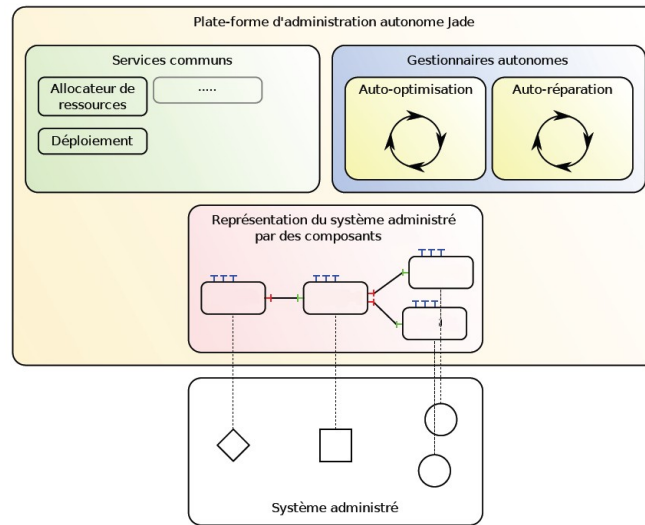 Plate-forme d'administration autonome Jade
Services communs
Allocateur de
ressources
.....
Déploiement
Gestionnaires autonomes
Auto-optimisation
Auto-réparation
Représentation du système administré
par des composants
Système administré